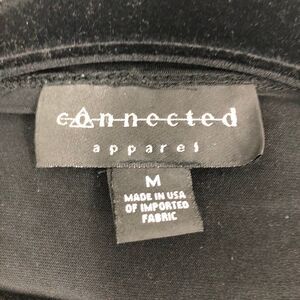 connected
apparel
M
MADE IN USA
OF IMPORTED
FABRIC